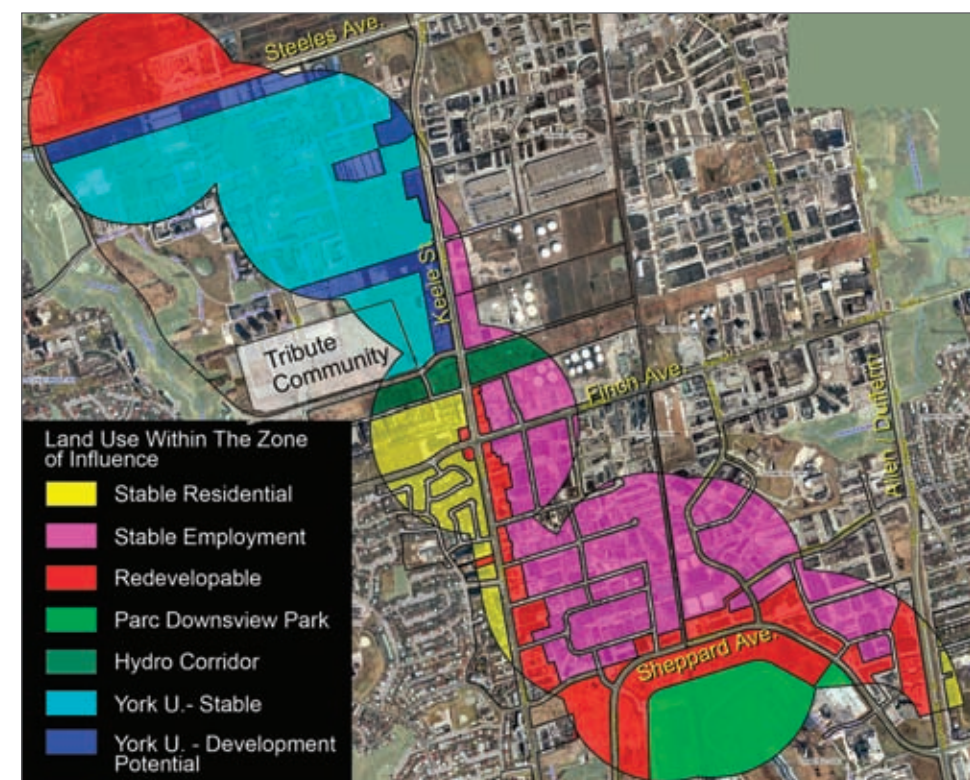 Steeles Ave.
Keele St.
Tribute
Community
Finch Ave.
Allen / Dufferin
Sheppard Ave.
Land Use Within The Zone
of Influence
Stable Residential
Stable Employment
Redevelopable
Parc Downsview Park
Hydro Corridor
York U.- Stable
York U. - Development
Potential